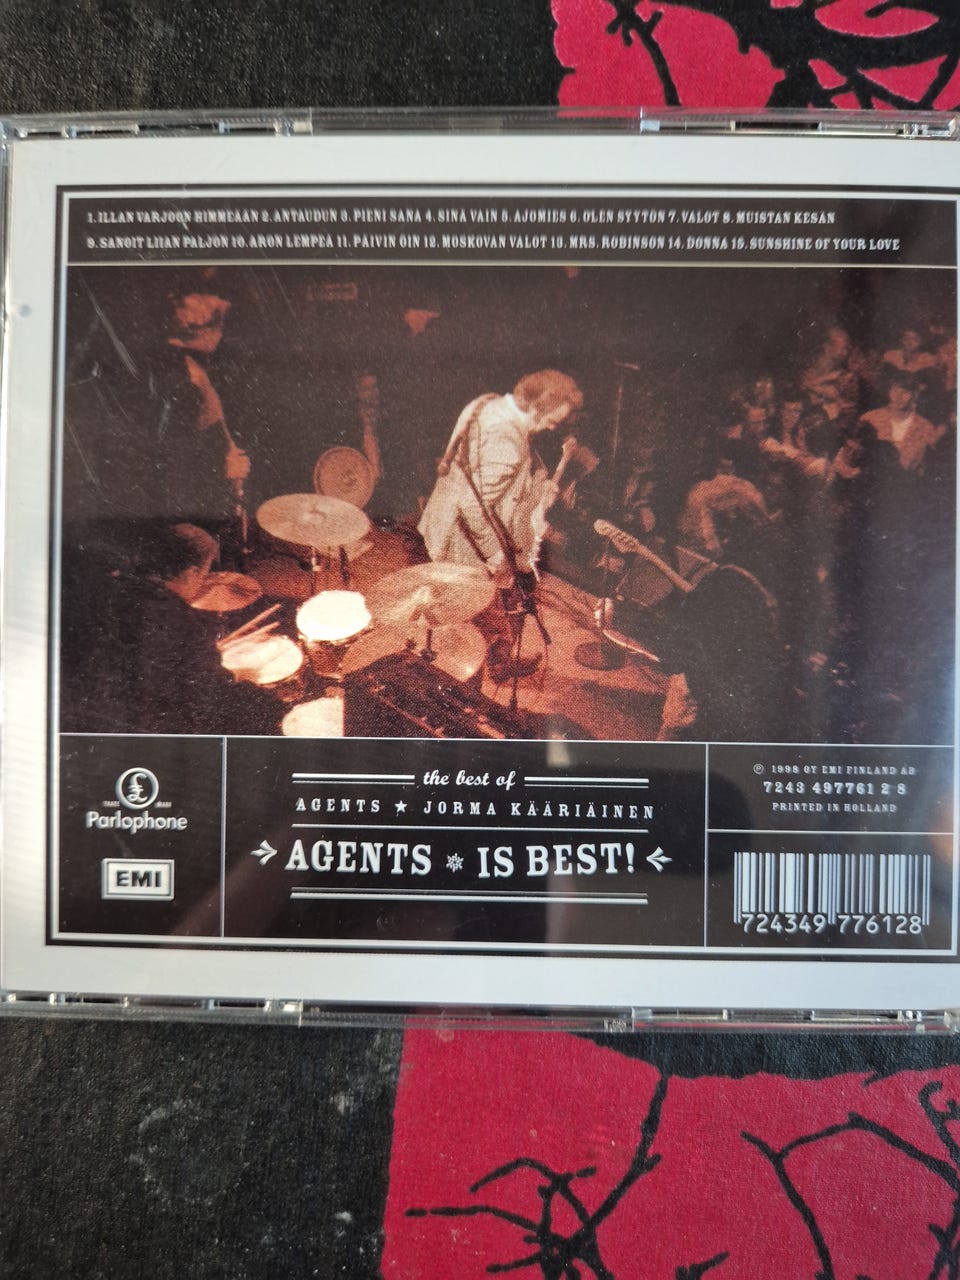 1. ILLAN VARJOON HIMMEÄÄN 2. ANTAUDUN 3. PIENI SANA 4. SINÄ VAIN 5. AJOMIES 6. OLEN SYYTÖN 7. VALOT 8. MUISTAN KESÄN
9. SANOIT LIIAN PALJON 10. ARON LEMPEÄ 11. PÄIVIN ÖIN 12. MOSKOVAN VALOT 13. MRS. ROBINSON 14. DONNA 15. SUNSHINE OF YOUR LOVE
£
TRADE MARK
Parlophone
EMI
the best of
AGENTS ★ JORMA KÄÄRIÄINEN
AGENTS IS BEST!
℗ 1998 OY EMI FINLAND AB
7243 497761 2 8
PRINTED IN HOLLAND
724349 776128